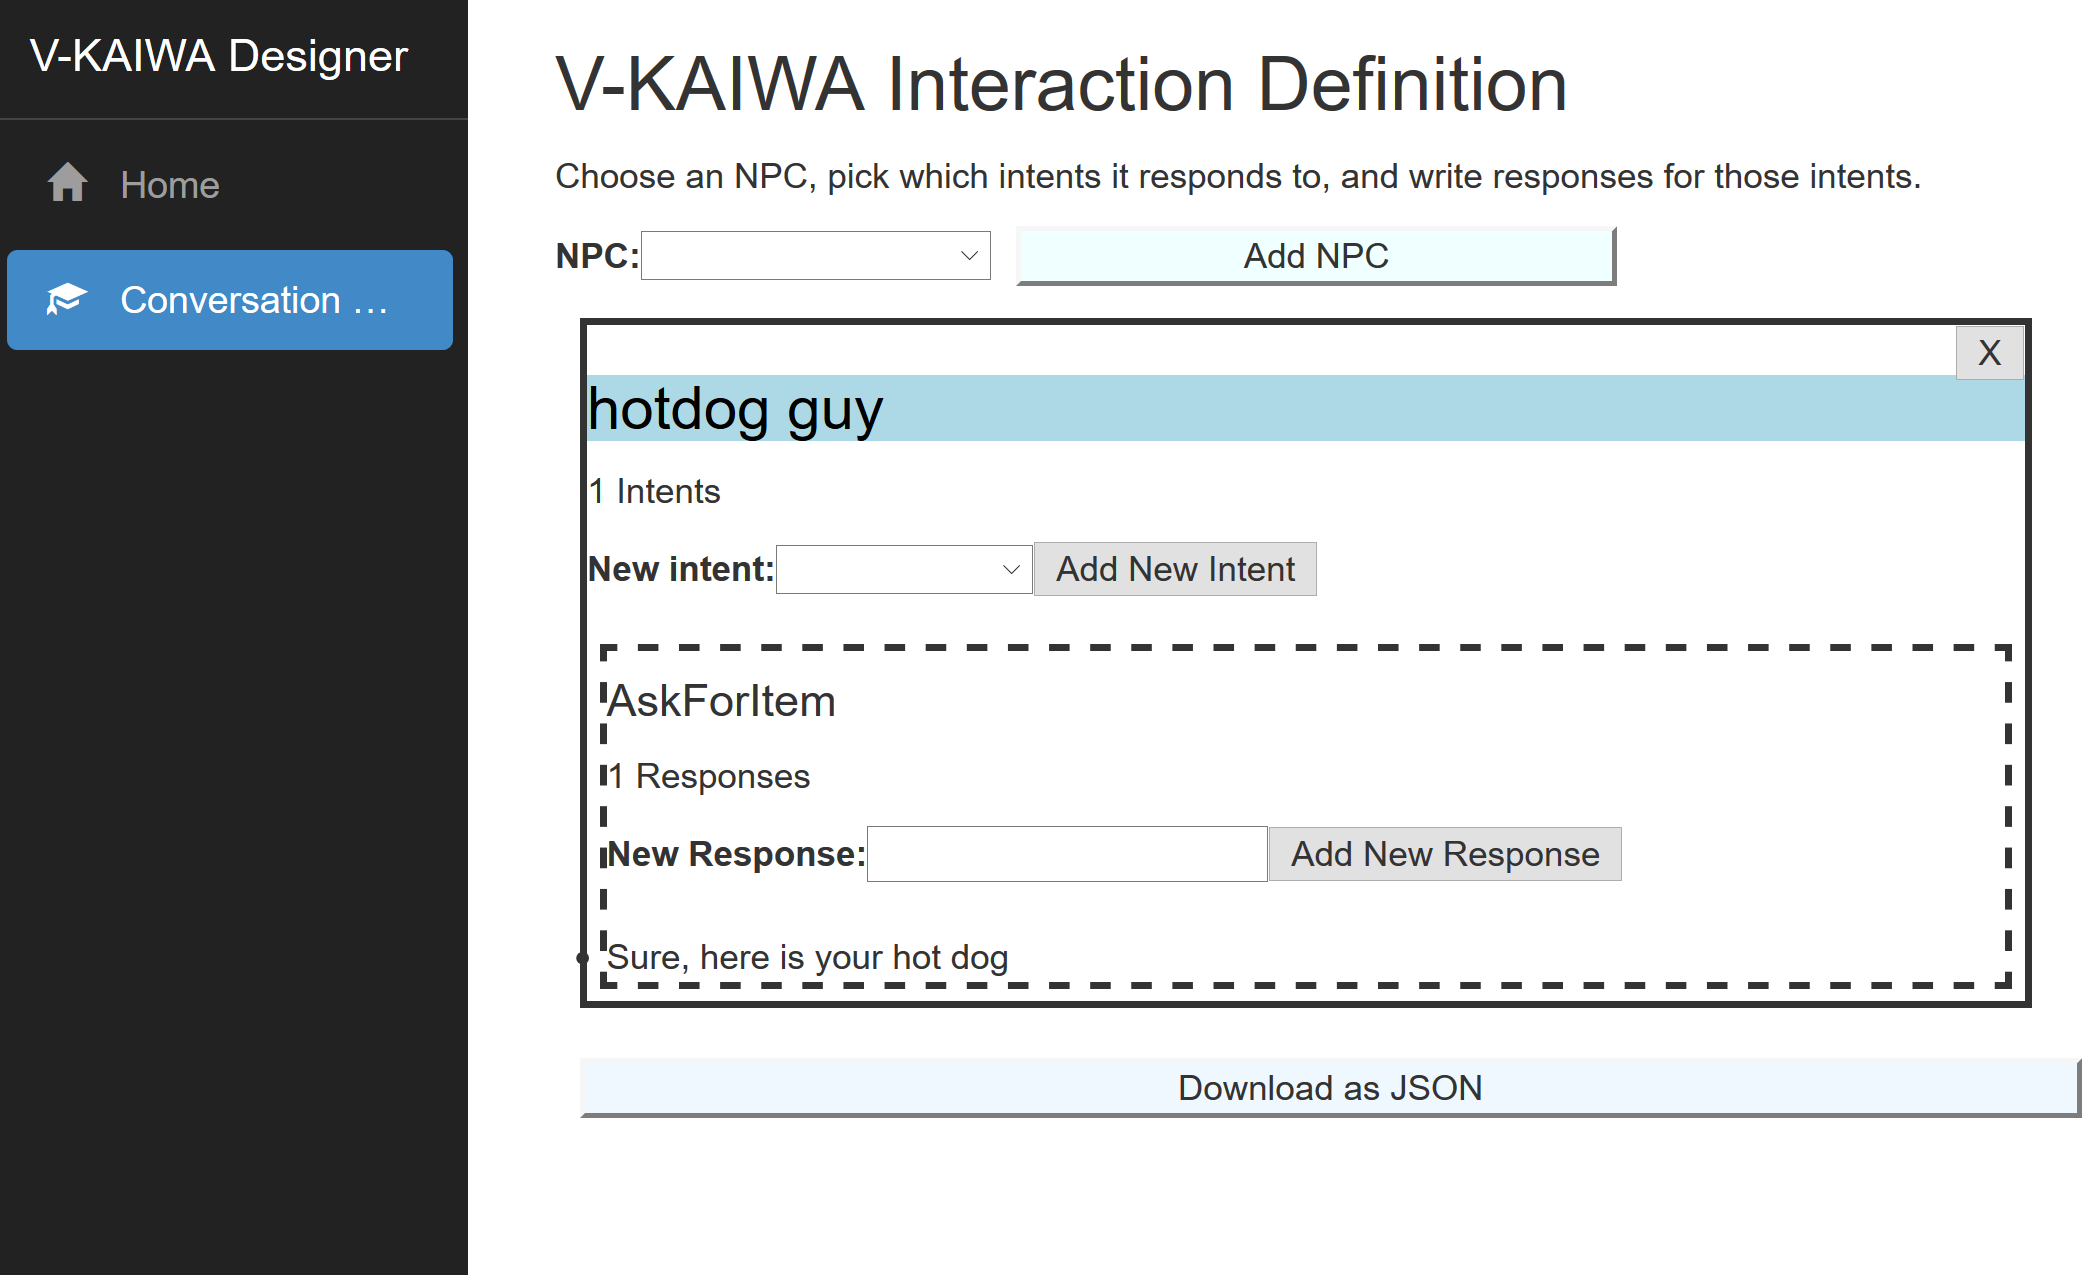 V-KAIWA Designer
Home
Conversation ...
V-KAIWA Interaction Definition
Choose an NPC, pick which intents it responds to, and write responses for those intents.
NPC: Add NPC
X
hotdog guy
1 Intents
New intent: Add New Intent
AskForItem
1 Responses
New Response: Add New Response
Sure, here is your hot dog
Download as JSON